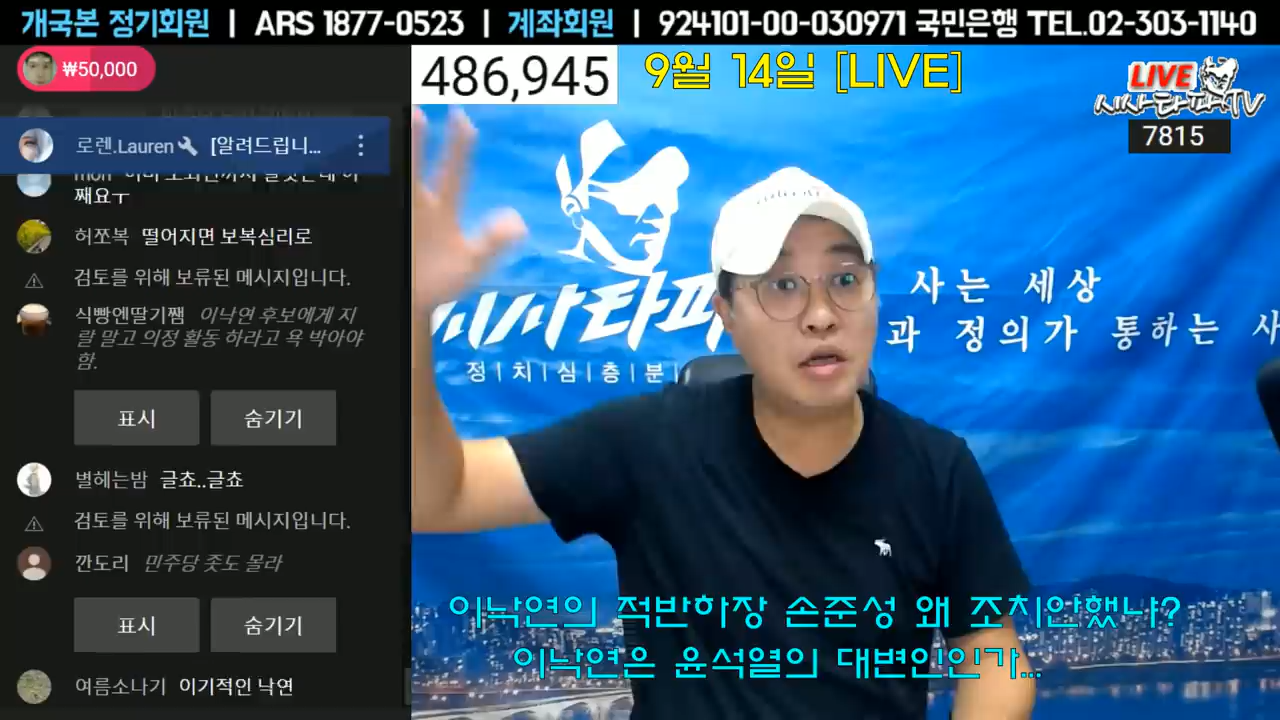 개국본 정기회원 | ARS 1877-0523 | 계좌회원 | 924101-00-030971 국민은행 TEL.02-303-1140
₩50,000
486,945
9월 14일 [LIVE]
LIVE
시사타파TV
7815
로렌.Lauren [알려드립니...
째요ㅜ
허쪼복 떨어지면 보복심리로
검토를 위해 보류된 메시지입니다.
식빵엔딸기쨈 이낙연 후보에게 지
랄 말고 의정 활동 하라고 욕 박아야
함.
표시 숨기기
별헤는밤 글쵸..글쵸
검토를 위해 보류된 메시지입니다.
깐도리 민주당 좃도 몰라
표시 숨기기
여름소나기 이기적인 낙연
시사타파
정|치|심|층|분|
사는 세상
과 정의가 통하는 사
이낙연의 적반하장 손준성 왜 조치안했냐?
이낙연은 윤석열의 대변인인가...